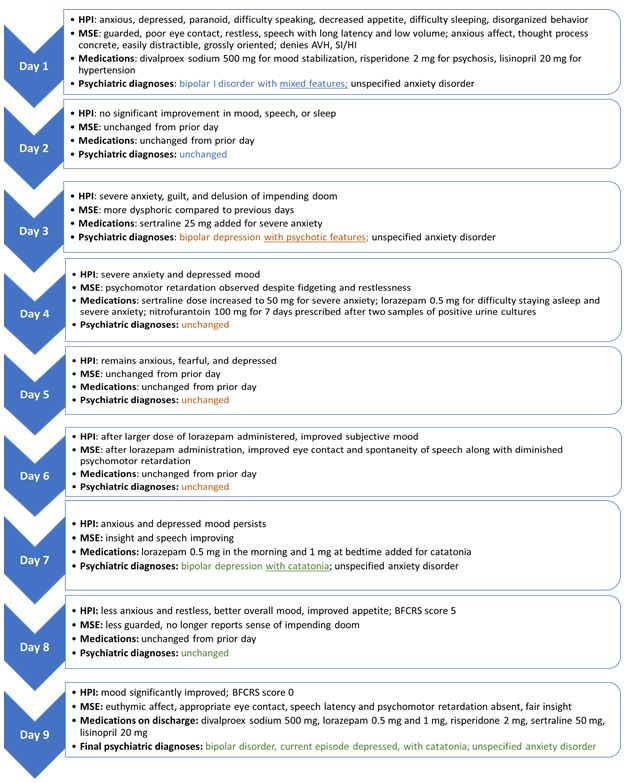 Day 1
• HPI: anxious, depressed, paranoid, difficulty speaking, decreased appetite, difficulty sleeping, disorganized behavior
• MSE: guarded, poor eye contact, restless, speech with long latency and low volume; anxious affect, thought process
concrete, easily distractible, grossly oriented; denies AVH, SI/HI
• Medications: divalproex sodium 500 mg for mood stabilization, risperidone 2 mg for psychosis, lisinopril 20 mg for
hypertension
• Psychiatric diagnoses: bipolar I disorder with mixed features; unspecified anxiety disorder
Day 2
• HPI: no significant improvement in mood, speech, or sleep
• MSE: unchanged from prior day
• Medications: unchanged from prior day
• Psychiatric diagnoses: unchanged
Day 3
• HPI: severe anxiety, guilt, and delusion of impending doom
• MSE: more dysphoric compared to previous days
• Medications: sertraline 25 mg added for severe anxiety
• Psychiatric diagnoses: bipolar depression with psychotic features; unspecified anxiety disorder
Day 4
• HPI: severe anxiety and depressed mood
• MSE: psychomotor retardation observed despite fidgeting and restlessness
• Medications: sertraline dose increased to 50 mg for severe anxiety; lorazepam 0.5 mg for difficulty staying asleep and
severe anxiety; nitrofurantoin 100 mg for 7 days prescribed after two samples of positive urine cultures
• Psychiatric diagnoses: unchanged
Day 5
• HPI: remains anxious, fearful, and depressed
• MSE: unchanged from prior day
• Medications: unchanged from prior day
• Psychiatric diagnoses: unchanged
Day 6
• HPI: after larger dose of lorazepam administered, improved subjective mood
• MSE: after lorazepam administration, improved eye contact and spontaneity of speech along with diminished
psychomotor retardation
• Medications: unchanged from prior day
• Psychiatric diagnoses: unchanged
Day 7
• HPI: anxious and depressed mood persists
• MSE: insight and speech improving
• Medications: lorazepam 0.5 mg in the morning and 1 mg at bedtime added for catatonia
• Psychiatric diagnoses: bipolar depression with catatonia; unspecified anxiety disorder
Day 8
• HPI: less anxious and restless, better overall mood, improved appetite; BFCRS score 5
• MSE: less guarded, no longer reports sense of impending doom
• Medications: unchanged from prior day
• Psychiatric diagnoses: unchanged
Day 9
• HPI: mood significantly improved; BFCRS score 0
• MSE: euthymic affect, appropriate eye contact, speech latency and psychomotor retardation absent, fair insight
• Medications on discharge: divalproex sodium 500 mg, lorazepam 0.5 mg and 1 mg, risperidone 2 mg, sertraline 50 mg,
lisinopril 20 mg
• Final psychiatric diagnoses: bipolar disorder, current episode depressed, with catatonia; unspecified anxiety disorder